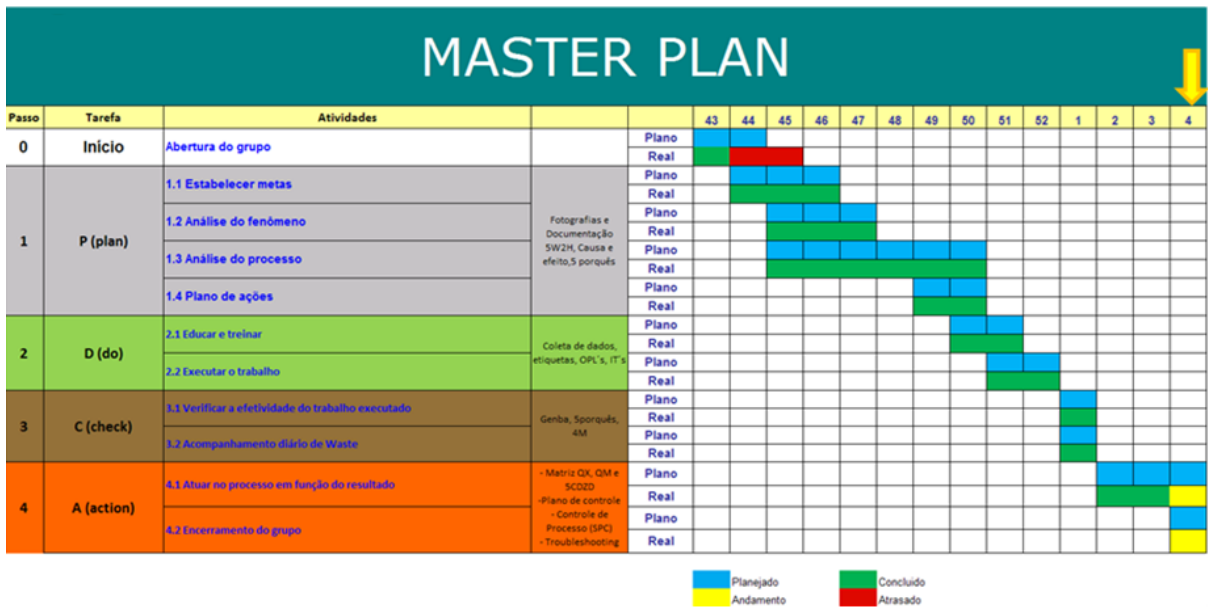 MASTER PLAN
Passo Tarefa Atividades 43 44 45 46 47 48 49 50 51 52 1 2 3 4
0 Início Abertura do grupo Plano
Real
1 P (plan) 1.1 Estabelecer metas Plano
Real
1.2 Análise do fenômeno Plano
Real
1.3 Análise do processo Plano
Real
1.4 Plano de ações Plano
Real
Fotografias e
Documentação
5W2H, Causa e
efeito,5 porquês
2 D (do) 2.1 Educar e treinar Plano
Real
2.2 Executar o trabalho Plano
Real
Coleta de dados,
etiquetas, OPL´s, IT´s
3 C (check) 3.1 Verificar a efetividade do trabalho executado Plano
Real
3.2 Acompanhamento diário de Waste Plano
Real
Genba, 5porquês,
4M
4 A (action) 4.1 Atuar no processo em função do resultado Plano
Real
4.2 Encerramento do grupo Plano
Real
- Matriz QX, QM e
5CDZD
-Plano de controle
- Controle de
Processo (SPC)
- Troubleshooting
Planejado Concluido
Andamento Atrasado